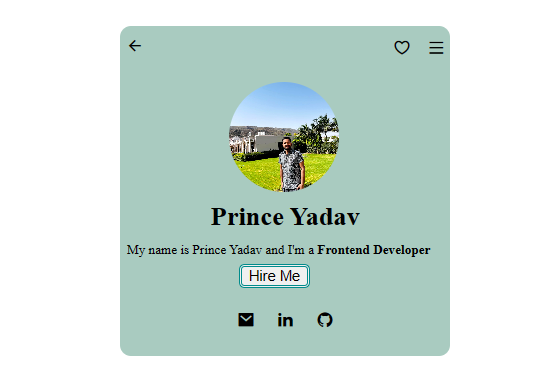 Prince Yadav
My name is Prince Yadav and I'm a Frontend Developer
Hire Me
in